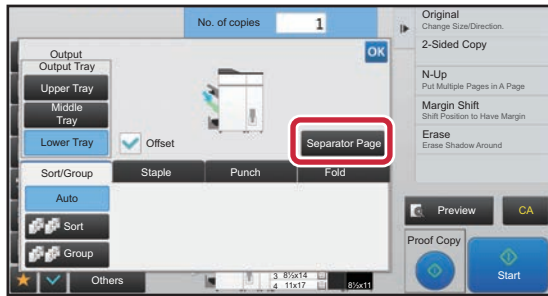 No. of copies 1
OK
Output
Output Tray
Upper Tray
Middle
Tray
Lower Tray
Offset
Separator Page
Sort/Group Staple Punch Fold
Auto
Sort
Group
Others
3 8½x14
4 11x17
8½x11
Original
Change Size/Direction.
2-Sided Copy
N-Up
Put Multiple Pages in A Page
Margin Shift
Shift Position to Have Margin
Erase
Erase Shadow Around
Preview CA
Proof Copy
Start